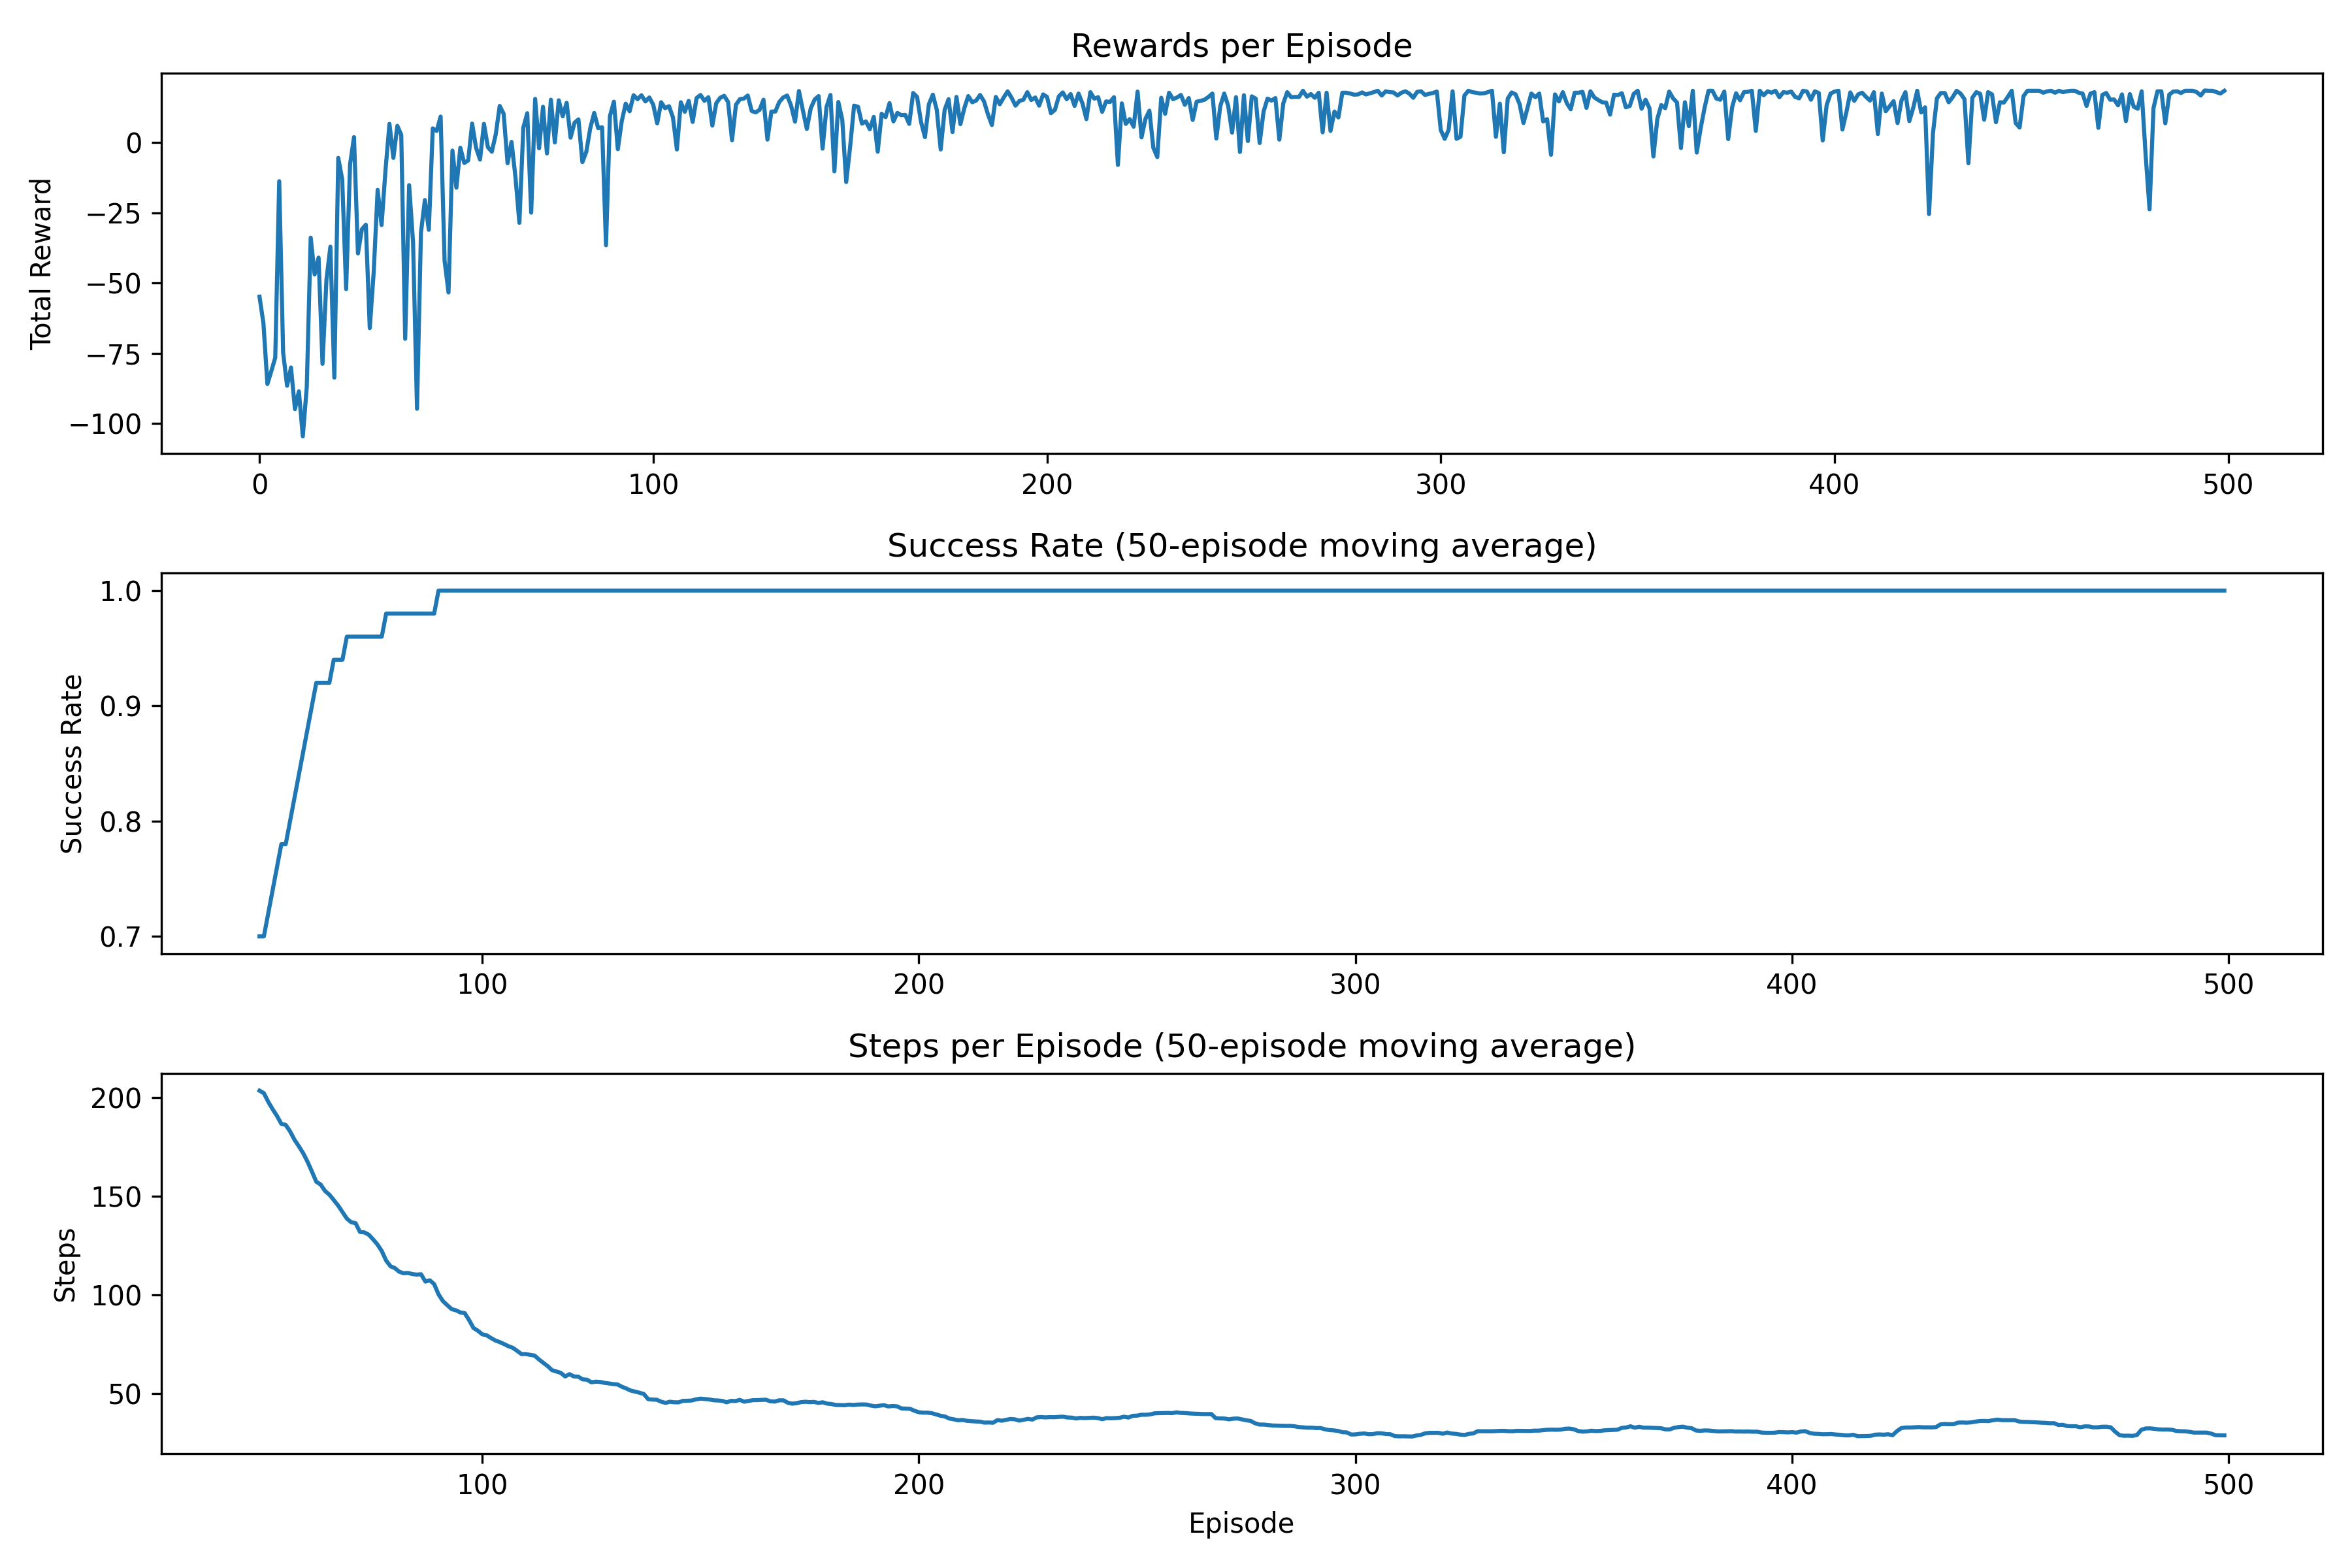 Rewards per Episode
Total Reward
0
−25
−50
−75
−100
0 100 200 300 400 500
Success Rate (50-episode moving average)
Success Rate
1.0
0.9
0.8
0.7
100 200 300 400 500
Steps per Episode (50-episode moving average)
Steps
200
150
100
50
100 200 300 400 500
Episode